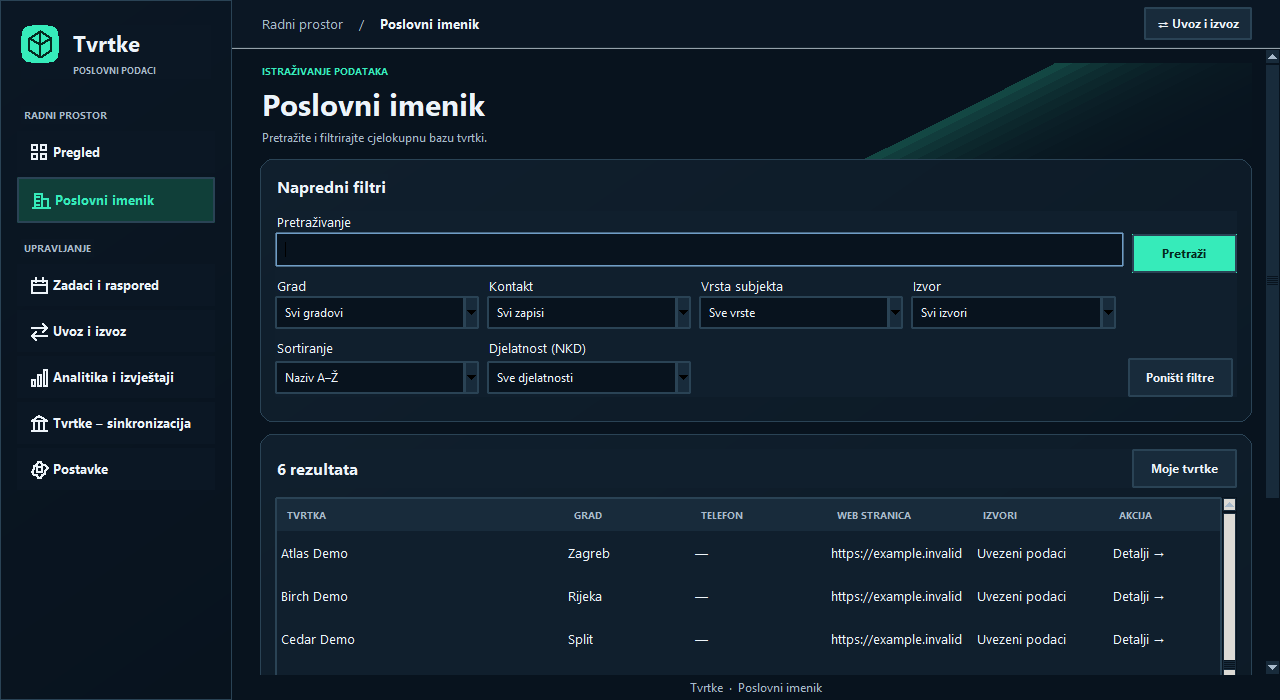 Tvrtke
POSLOVNI PODACI
RADNI PROSTOR
Pregled
Poslovni imenik
UPRAVLJANJE
Zadaci i raspored
Uvoz i izvoz
Analitika i izvještaji
Tvrtke – sinkronizacija
Postavke
Radni prostor / Poslovni imenik
⇄ Uvoz i izvoz
ISTRAŽIVANJE PODATAKA
Poslovni imenik
Pretražite i filtrirajte cjelokupnu bazu tvrtki.
Napredni filtri
Pretraživanje
Pretraži
Grad Kontakt Vrsta subjekta Izvor
Svi gradovi Svi zapisi Sve vrste Svi izvori
Sortiranje Djelatnost (NKD)
Naziv A–Ž Sve djelatnosti Poništi filtre
6 rezultata Moje tvrtke
TVRTKA GRAD TELEFON WEB STRANICA IZVORI AKCIJA
Atlas Demo Zagreb — https://example.invalid Uvezeni podaci Detalji →
Birch Demo Rijeka — https://example.invalid Uvezeni podaci Detalji →
Cedar Demo Split — https://example.invalid Uvezeni podaci Detalji →
Tvrtke · Poslovni imenik